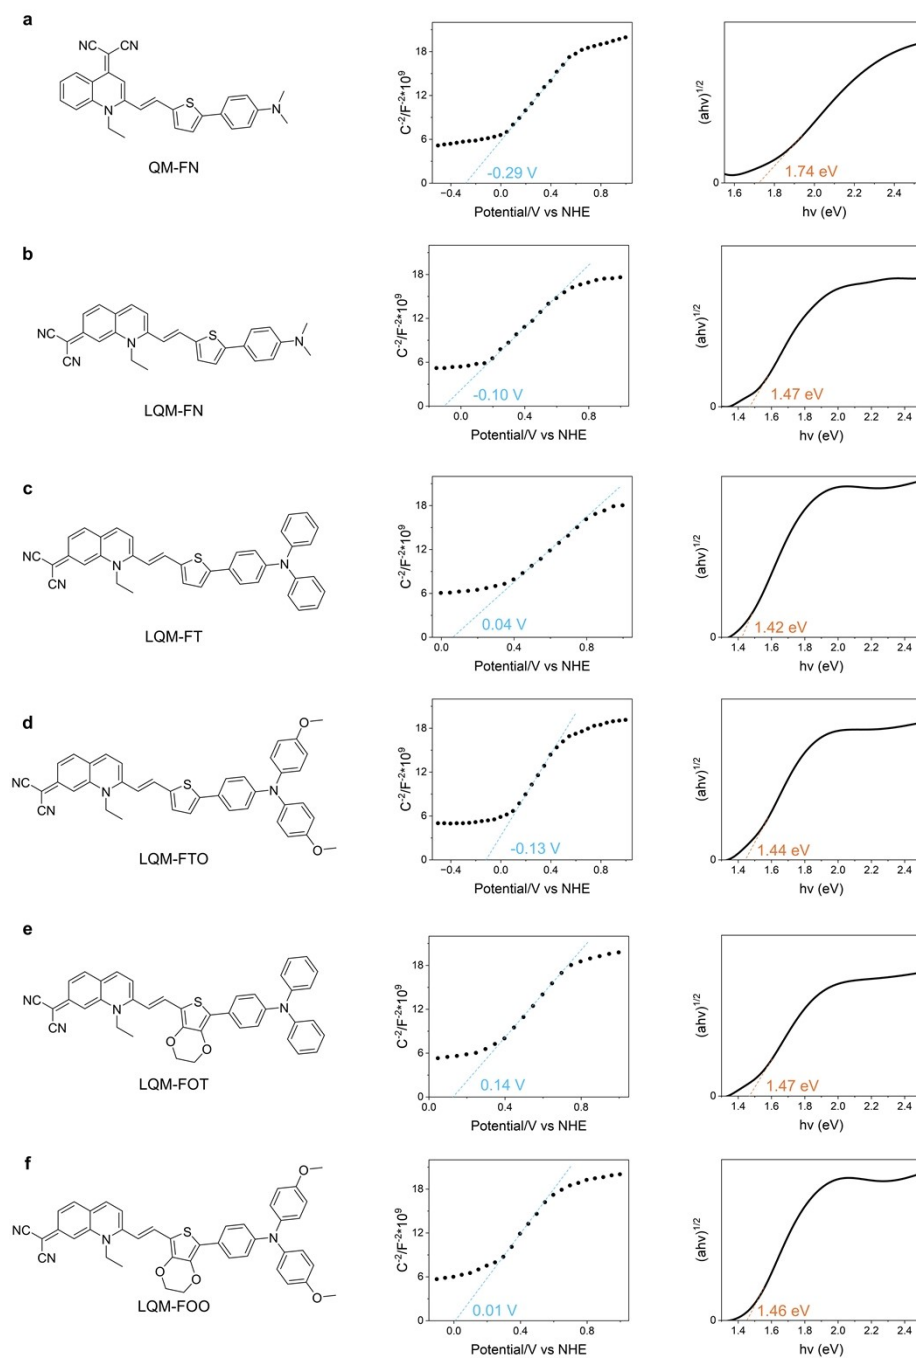 a
NC CN
N
S
N
QM-FN
C⁻²/F⁻²*10⁹
18
12
6
0
-0.29 V
−0.4 0.0 0.4 0.8
Potential/V vs NHE
(ahv)^1/2
0
1.74 eV
1.6 2.0 2.4
hv (eV)
b
NC
CN
N
S
N
LQM-FN
C⁻²/F⁻²*10⁹
18
12
6
0
-0.10 V
0.0 0.4 0.8
Potential/V vs NHE
(ahv)^1/2
0
1.47 eV
1.4 1.6 1.8 2.0 2.2 2.4
hv (eV)
c
NC
CN
N
S
N
LQM-FT
C⁻²/F⁻²*10⁹
18
12
6
0
0.04 V
0.0 0.4 0.8
Potential/V vs NHE
(ahv)^1/2
0
1.42 eV
1.4 1.6 1.8 2.0 2.2 2.4
hv (eV)
d
NC
CN
N
S
N
O
O
LQM-FTO
C⁻²/F⁻²*10⁹
18
12
6
0
-0.13 V
−0.4 0.0 0.4 0.8
Potential/V vs NHE
(ahv)^1/2
0
1.44 eV
1.4 1.6 1.8 2.0 2.2 2.4
hv (eV)
e
NC
CN
N
S
N
O O
LQM-FOT
C⁻²/F⁻²*10⁹
18
12
6
0
0.14 V
0.0 0.4 0.8
Potential/V vs NHE
(ahv)^1/2
0
1.47 eV
1.4 1.6 1.8 2.0 2.2 2.4
hv (eV)
f
NC
CN
N
S
N
O
O O
O
LQM-FOO
C⁻²/F⁻²*10⁹
18
12
6
0
0.01 V
0.0 0.4 0.8
Potential/V vs NHE
(ahv)^1/2
0
1.46 eV
1.4 1.6 1.8 2.0 2.2 2.4
hv (eV)